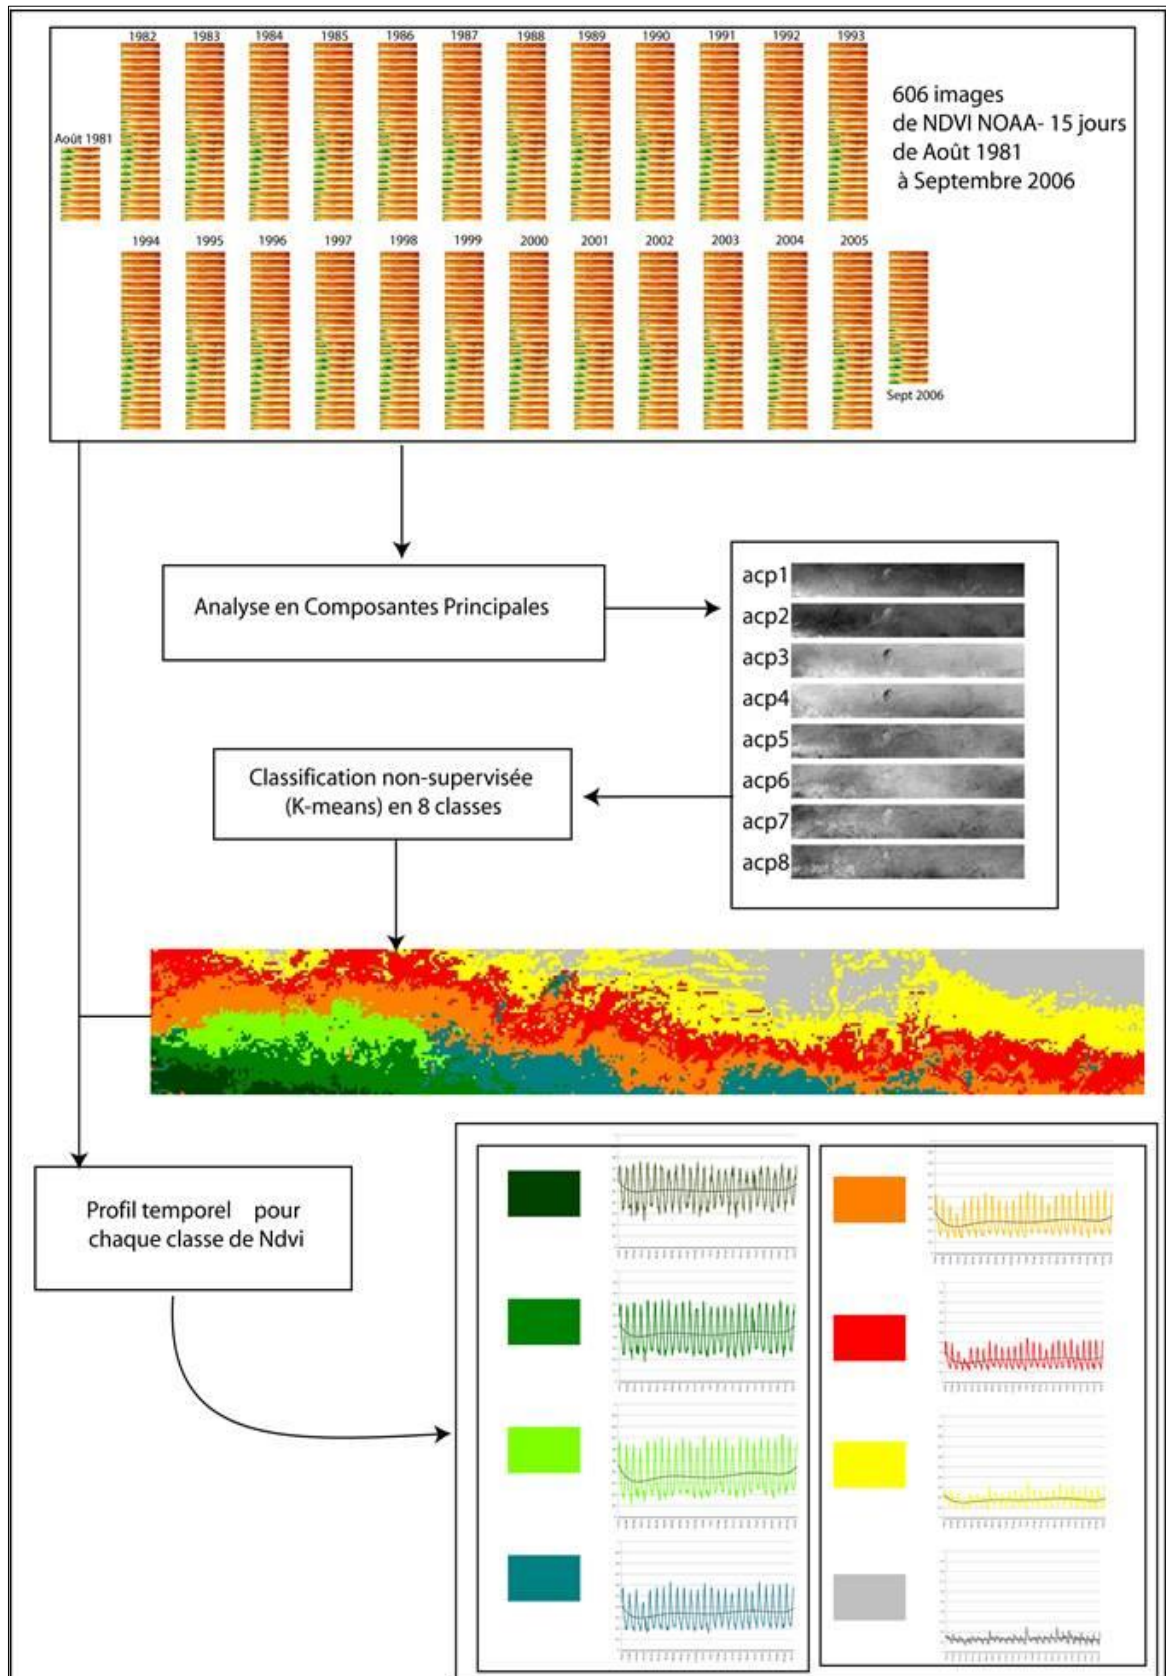 1982 1983 1984 1985 1986 1987 1988 1989 1990 1991 1992 1993
606 images
de NDVI NOAA- 15 jours
de Août 1981
à Septembre 2006
Août 1981
1994 1995 1996 1997 1998 1999 2000 2001 2002 2003 2004 2005
Sept 2006
Analyse en Composantes Principales
acp1
acp2
acp3
acp4
acp5
acp6
acp7
acp8
Classification non-supervisée
(K-means) en 8 classes
Profil temporel pour
chaque classe de Ndvi